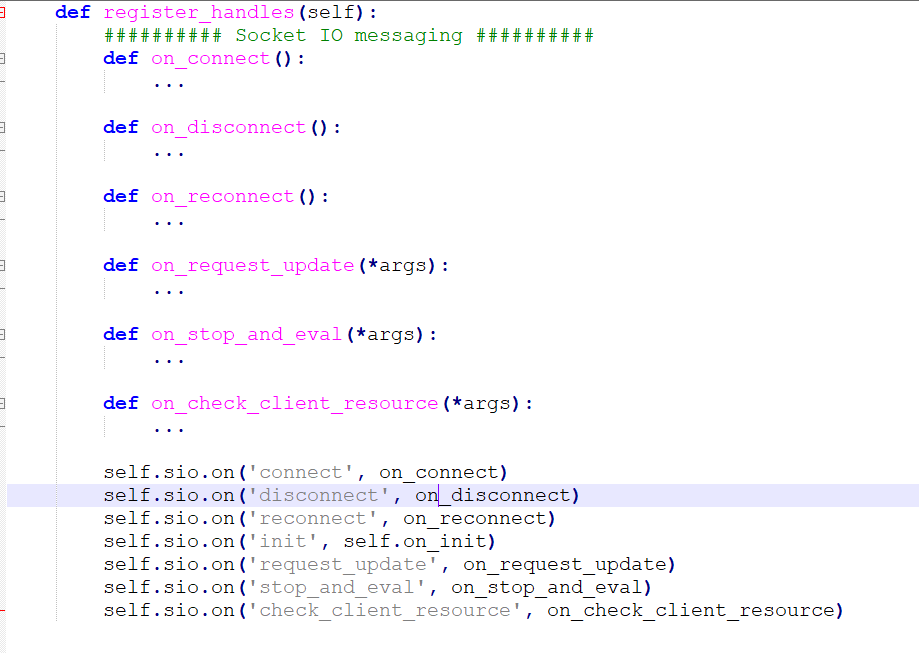 def register_handles(self):
########## Socket IO messaging ##########
def on_connect():
...
def on_disconnect():
...
def on_reconnect():
...
def on_request_update(*args):
...
def on_stop_and_eval(*args):
...
def on_check_client_resource(*args):
...
self.sio.on('connect', on_connect)
self.sio.on('disconnect', on_disconnect)
self.sio.on('reconnect', on_reconnect)
self.sio.on('init', self.on_init)
self.sio.on('request_update', on_request_update)
self.sio.on('stop_and_eval', on_stop_and_eval)
self.sio.on('check_client_resource', on_check_client_resource)